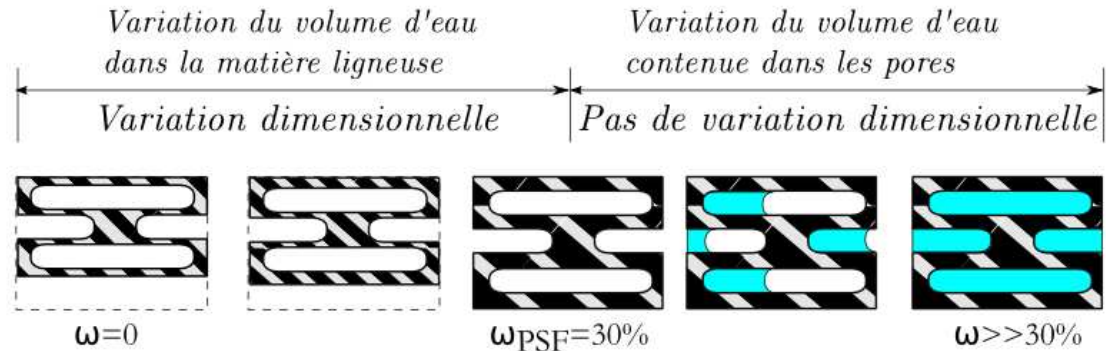 Variation du volume d'eau
dans la matière ligneuse
Variation du volume d'eau
contenue dans les pores
Variation dimensionnelle
Pas de variation dimensionnelle
ω=0
ωPSF=30%
ω>>30%